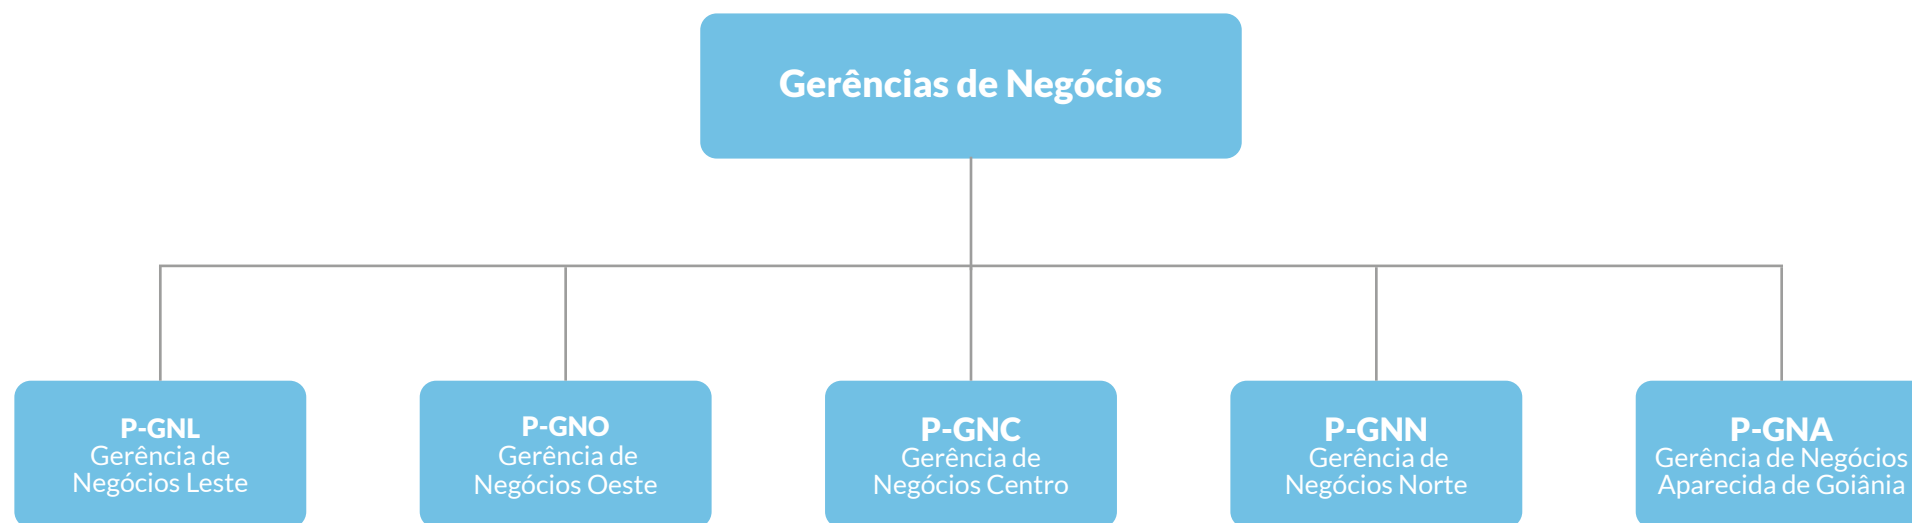 Gerências de Negócios
P-GNL
Gerência de
Negócios Leste
P-GNO
Gerência de
Negócios Oeste
P-GNC
Gerência de
Negócios Centro
P-GNN
Gerência de
Negócios Norte
P-GNA
Gerência de Negócios
Aparecida de Goiânia